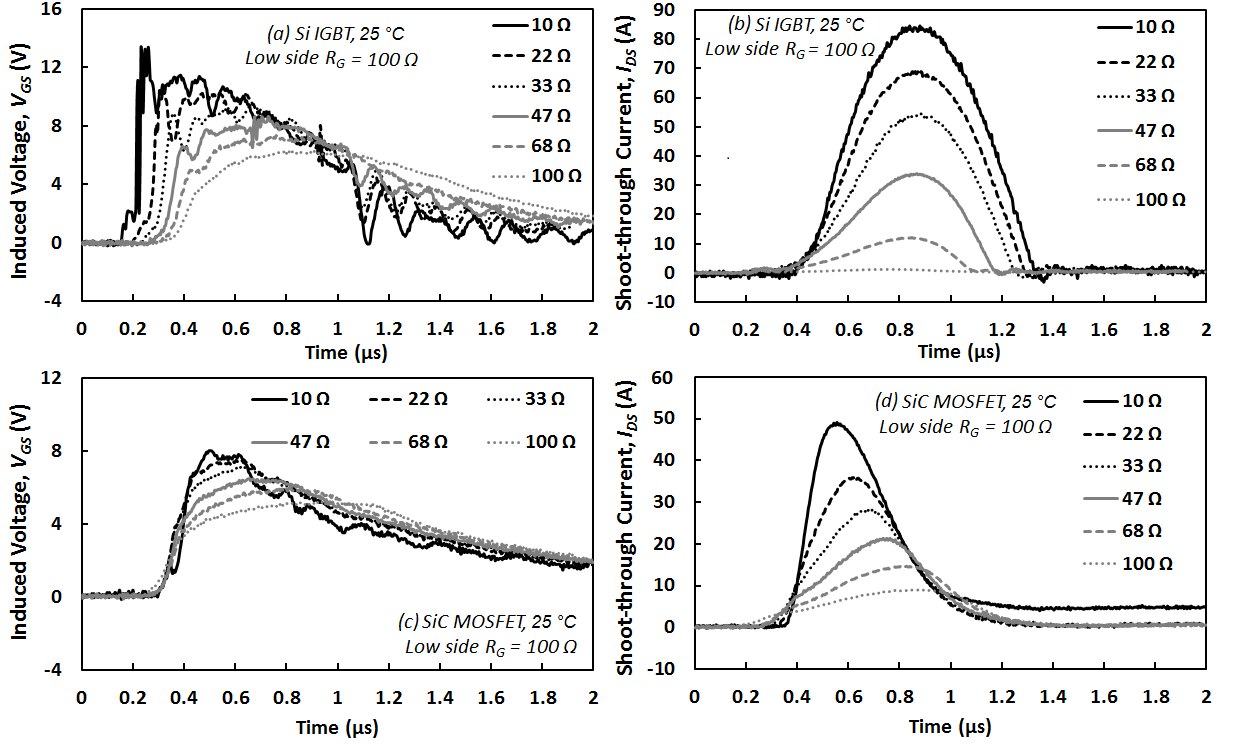 (a) Si IGBT, 25 °C
Low side RG = 100 Ω
10 Ω
22 Ω
33 Ω
47 Ω
68 Ω
100 Ω
Induced Voltage, VGS (V)
16
12
8
4
0
-4
0 0.2 0.4 0.6 0.8 1 1.2 1.4 1.6 1.8 2
Time (µs)
(b) Si IGBT, 25 °C
Low side RG = 100 Ω
10 Ω
22 Ω
33 Ω
47 Ω
68 Ω
100 Ω
Shoot-through Current, IDS (A)
90
80
70
60
50
40
30
20
10
0
-10
0 0.2 0.4 0.6 0.8 1 1.2 1.4 1.6 1.8 2
Time (µs)
10 Ω 22 Ω 33 Ω
47 Ω 68 Ω 100 Ω
(c) SiC MOSFET, 25 °C
Low side RG = 100 Ω
Induced Voltage, VGS (V)
12
8
4
0
-4
0 0.2 0.4 0.6 0.8 1 1.2 1.4 1.6 1.8 2
Time (µs)
(d) SiC MOSFET, 25 °C
Low side RG = 100 Ω
10 Ω
22 Ω
33 Ω
47 Ω
68 Ω
100 Ω
Shoot-through Current, IDS (A)
60
50
40
30
20
10
0
-10
0 0.2 0.4 0.6 0.8 1 1.2 1.4 1.6 1.8 2
Time (µs)